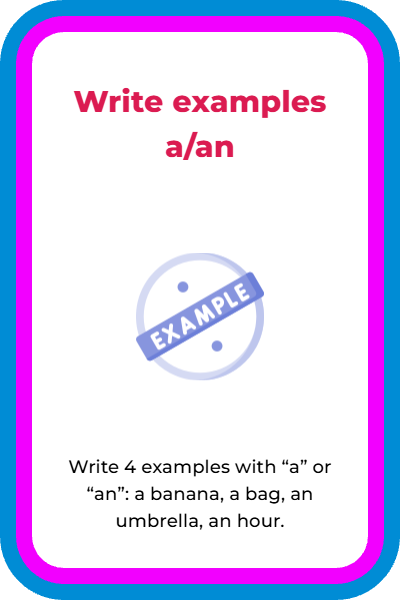 Write examples
a/an
EXAMPLE
Write 4 examples with “a” or
“an”: a banana, a bag, an
umbrella, an hour.